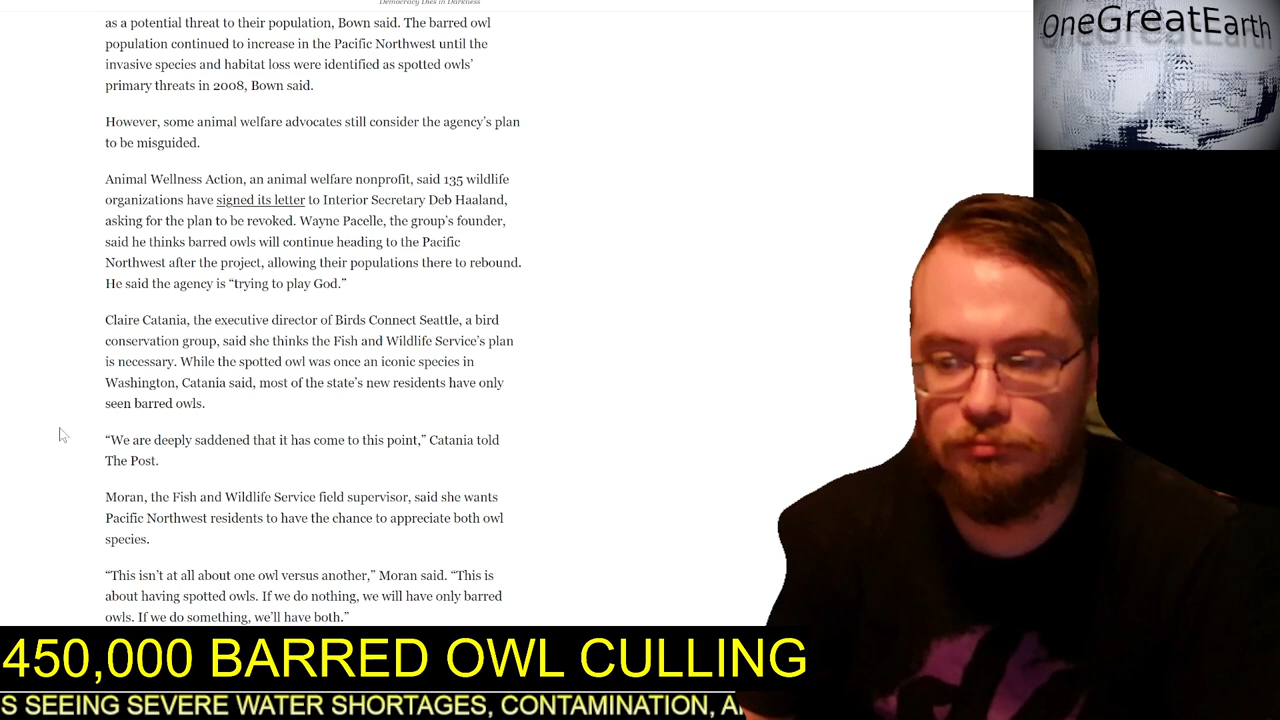 Democracy Dies in Darkness
OneGreatEarth
as a potential threat to their population, Bown said. The barred owl
population continued to increase in the Pacific Northwest until the
invasive species and habitat loss were identified as spotted owls’
primary threats in 2008, Bown said.
However, some animal welfare advocates still consider the agency’s plan
to be misguided.
Animal Wellness Action, an animal welfare nonprofit, said 135 wildlife
organizations have signed its letter to Interior Secretary Deb Haaland,
asking for the plan to be revoked. Wayne Pacelle, the group’s founder,
said he thinks barred owls will continue heading to the Pacific
Northwest after the project, allowing their populations there to rebound.
He said the agency is “trying to play God.”
Claire Catania, the executive director of Birds Connect Seattle, a bird
conservation group, said she thinks the Fish and Wildlife Service’s plan
is necessary. While the spotted owl was once an iconic species in
Washington, Catania said, most of the state’s new residents have only
seen barred owls.
“We are deeply saddened that it has come to this point,” Catania told
The Post.
Moran, the Fish and Wildlife Service field supervisor, said she wants
Pacific Northwest residents to have the chance to appreciate both owl
species.
“This isn’t at all about one owl versus another,” Moran said. “This is
about having spotted owls. If we do nothing, we will have only barred
owls. If we do something, we’ll have both.”
450,000 BARRED OWL CULLING
S SEEING SEVERE WATER SHORTAGES, CONTAMINATION, A